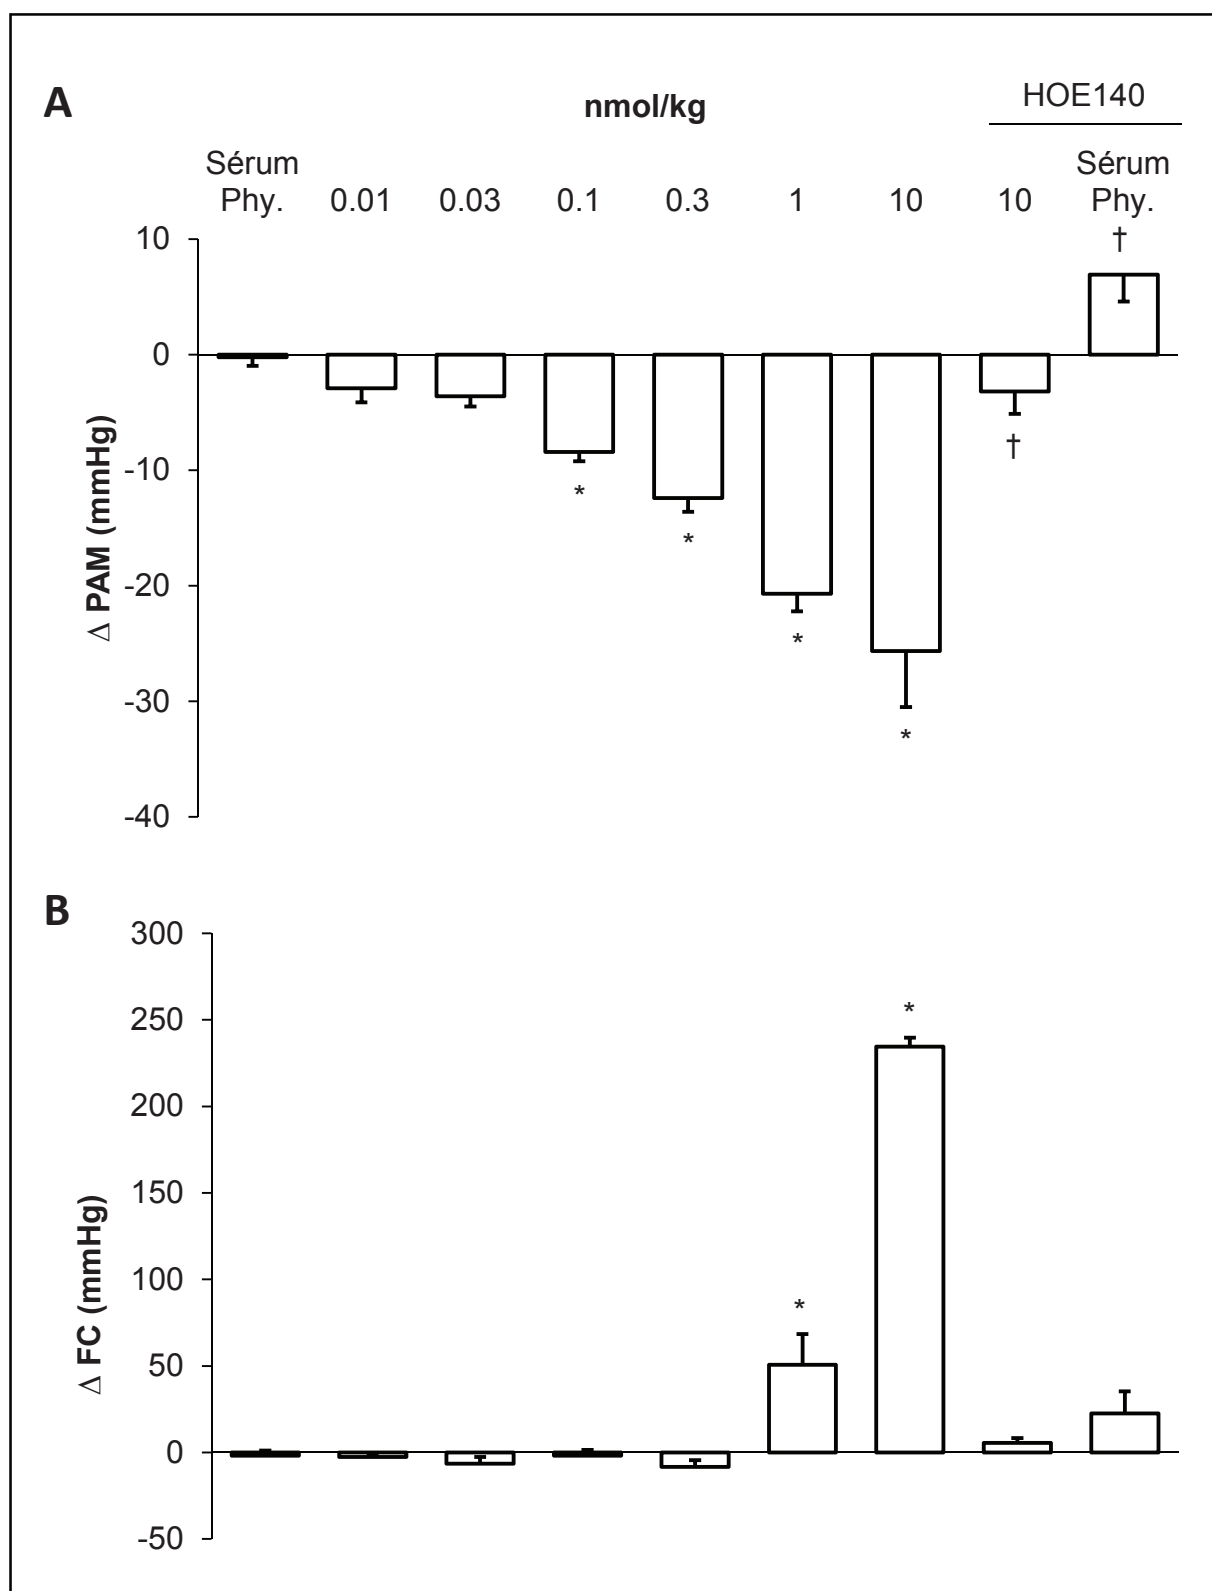 A
nmol/kg
HOE140
Sérum
Phy.
0.01
0.03
0.1
0.3
1
10
10
Sérum
Phy.
10
0
-10
-20
-30
-40
Δ PAM (mmHg)
*
*
*
*
†
†
B
300
250
200
150
100
50
0
-50
Δ FC (mmHg)
*
*